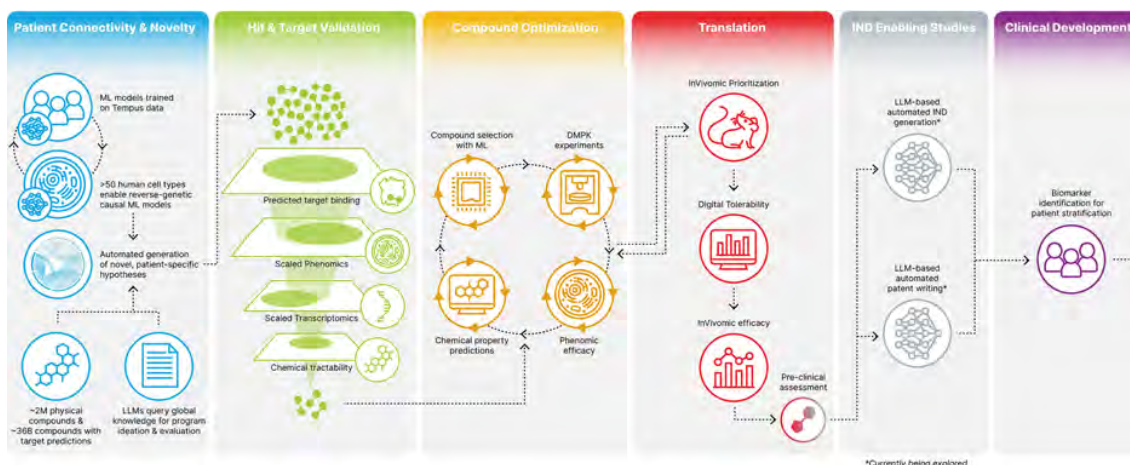 Patient Connectivity & Novelty
ML models trained
on Tempus data
>50 human cell types
enable reverse-genetic
causal ML models
Automated generation
of novel, patient-specific
hypotheses
~2M physical
compounds &
~36B compounds with
target predictions
LLMs query global
knowledge for program
ideation & evaluation
Hit & Target Validation
Predicted target binding
Scaled Phenomics
Scaled Transcriptomics
Chemical tractability
Compound Optimization
Compound selection
with ML
DMPK
experiments
Chemical property
predictions
Phenomic
efficacy
Translation
InVivomic Prioritization
Digital Tolerability
InVivomic efficacy
Pre-clinical
assessment
IND Enabling Studies
LLM-based
automated IND
generation*
LLM-based
automated
patent writing*
Clinical Development
Biomarker
identification for
patient stratification
*Currently being explored